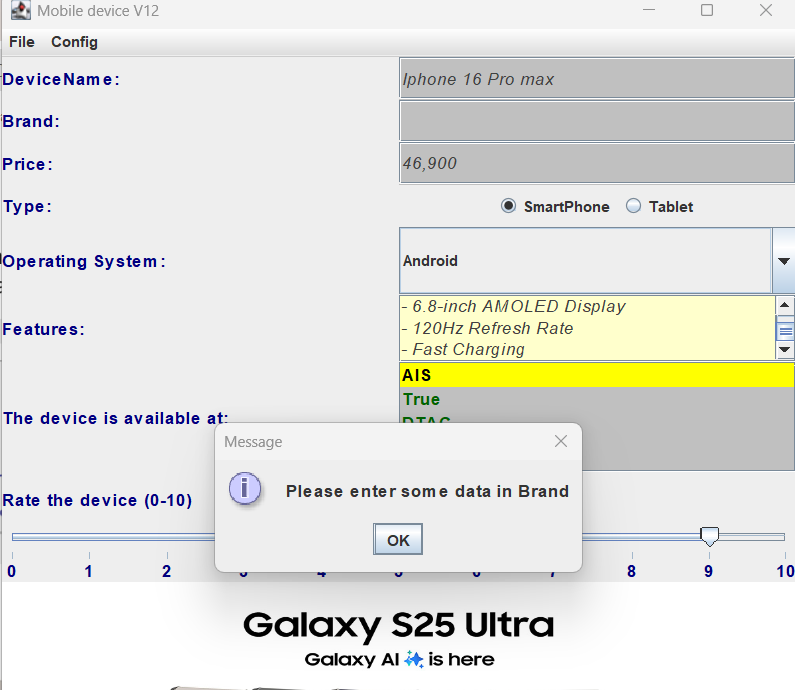 Mobile device V12
File Config
DeviceName:
Iphone 16 Pro max
Brand:
Price:
46,900
Type:
SmartPhone
Tablet
Operating System:
Android
Features:
- 6.8-inch AMOLED Display
- 120Hz Refresh Rate
- Fast Charging
The device is available at:
AIS
True
DTAC
Message
Please enter some data in Brand
OK
Rate the device (0-10)
0 1 2 3 4 5 6 7 8 9 10
Galaxy S25 Ultra
Galaxy AI is here